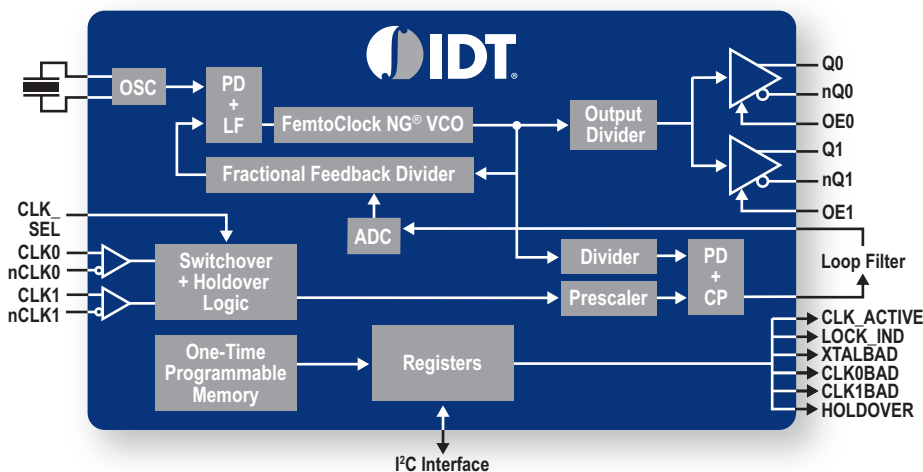 IDT®
OSC
PD
+
LF
FemtoClock NG® VCO
Output
Divider
Q0
nQ0
OE0
Q1
nQ1
OE1
Fractional Feedback Divider
CLK_
SEL
ADC
CLK0
nCLK0
CLK1
nCLK1
Switchover
+ Holdover
Logic
Divider
Prescaler
PD
+
CP
Loop Filter
One-Time
Programmable
Memory
Registers
CLK_ACTIVE
LOCK_IND
XTALBAD
CLK0BAD
CLK1BAD
HOLDOVER
I²C Interface